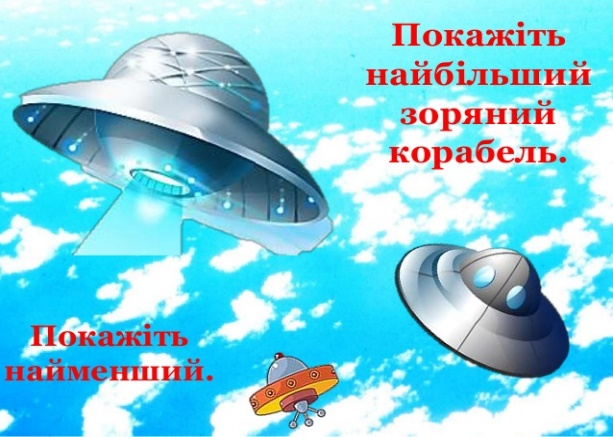 Покажіть
найбільший
зоряний
корабель.
Покажіть
найменший.